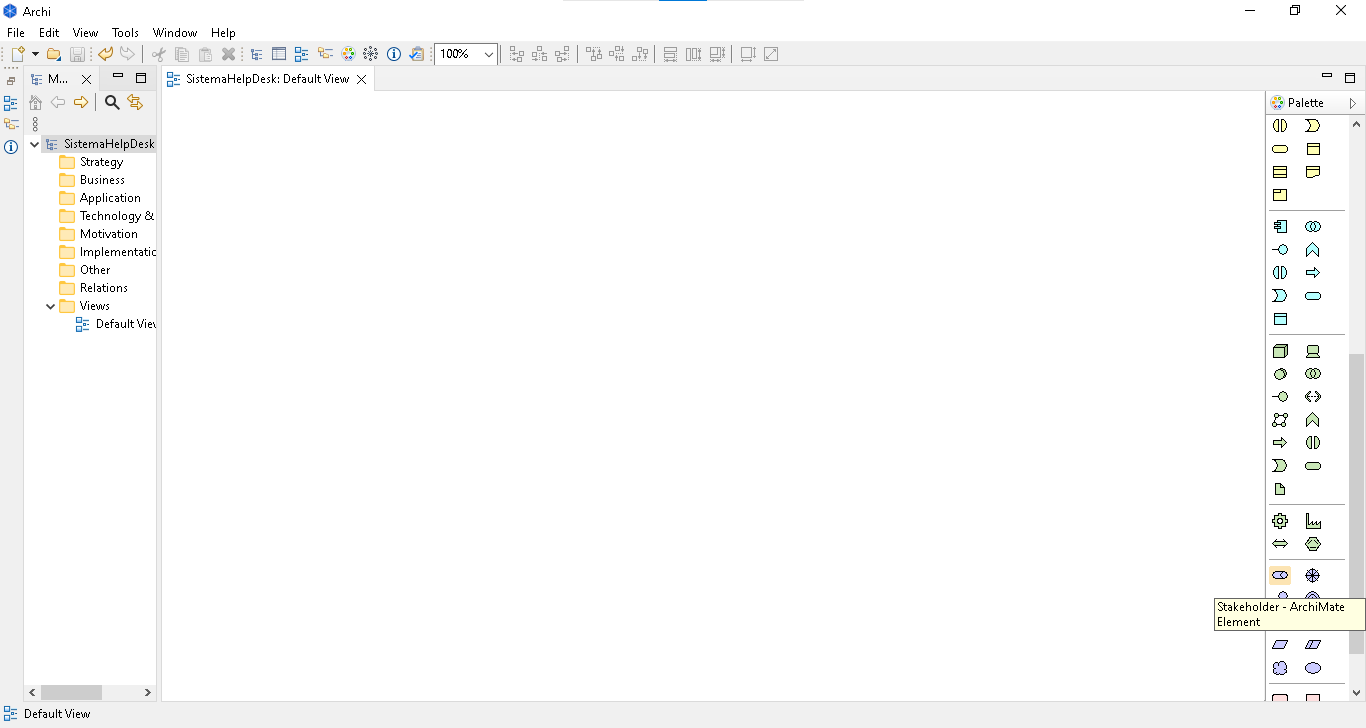 Archi
File Edit View Tools Window Help
100%
M...
SistemaHelpDesk: Default View
Palette
SistemaHelpDesk
Strategy
Business
Application
Technology &
Motivation
Implementatic
Other
Relations
Views
Default Viev
Stakeholder - ArchiMate
Element
Default View